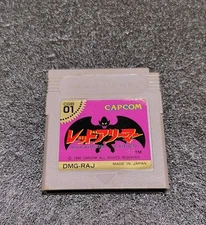 01
CAPCOM
レッドアリーマー
TM
© 1990 CAPCOM ALL RIGHTS RESERVED
DMG-RAJ
MADE IN JAPAN